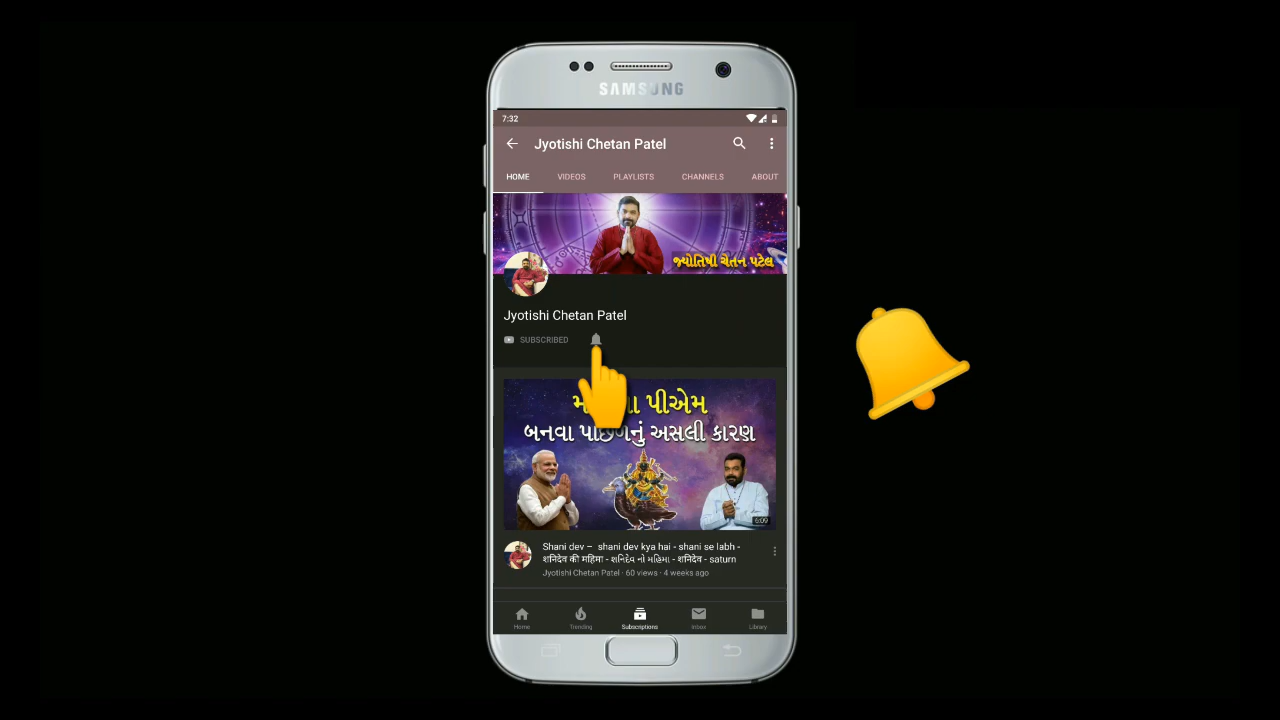 SAMSUNG
7:32
Jyotishi Chetan Patel
HOME VIDEOS PLAYLISTS CHANNELS ABOUT
જ્યોતિષી ચેતન પટેલ
Jyotishi Chetan Patel
SUBSCRIBED
પીએમ
બનવા પાછળનું અસલી કારણ
6:09
Shani dev – shani dev kya hai - shani se labh -
शनिदेव की महिमा - શનિદેવ નો મહિમા - शनिदेव - saturn
Jyotishi Chetan Patel · 60 views · 4 weeks ago
Home Trending Subscriptions Inbox Library